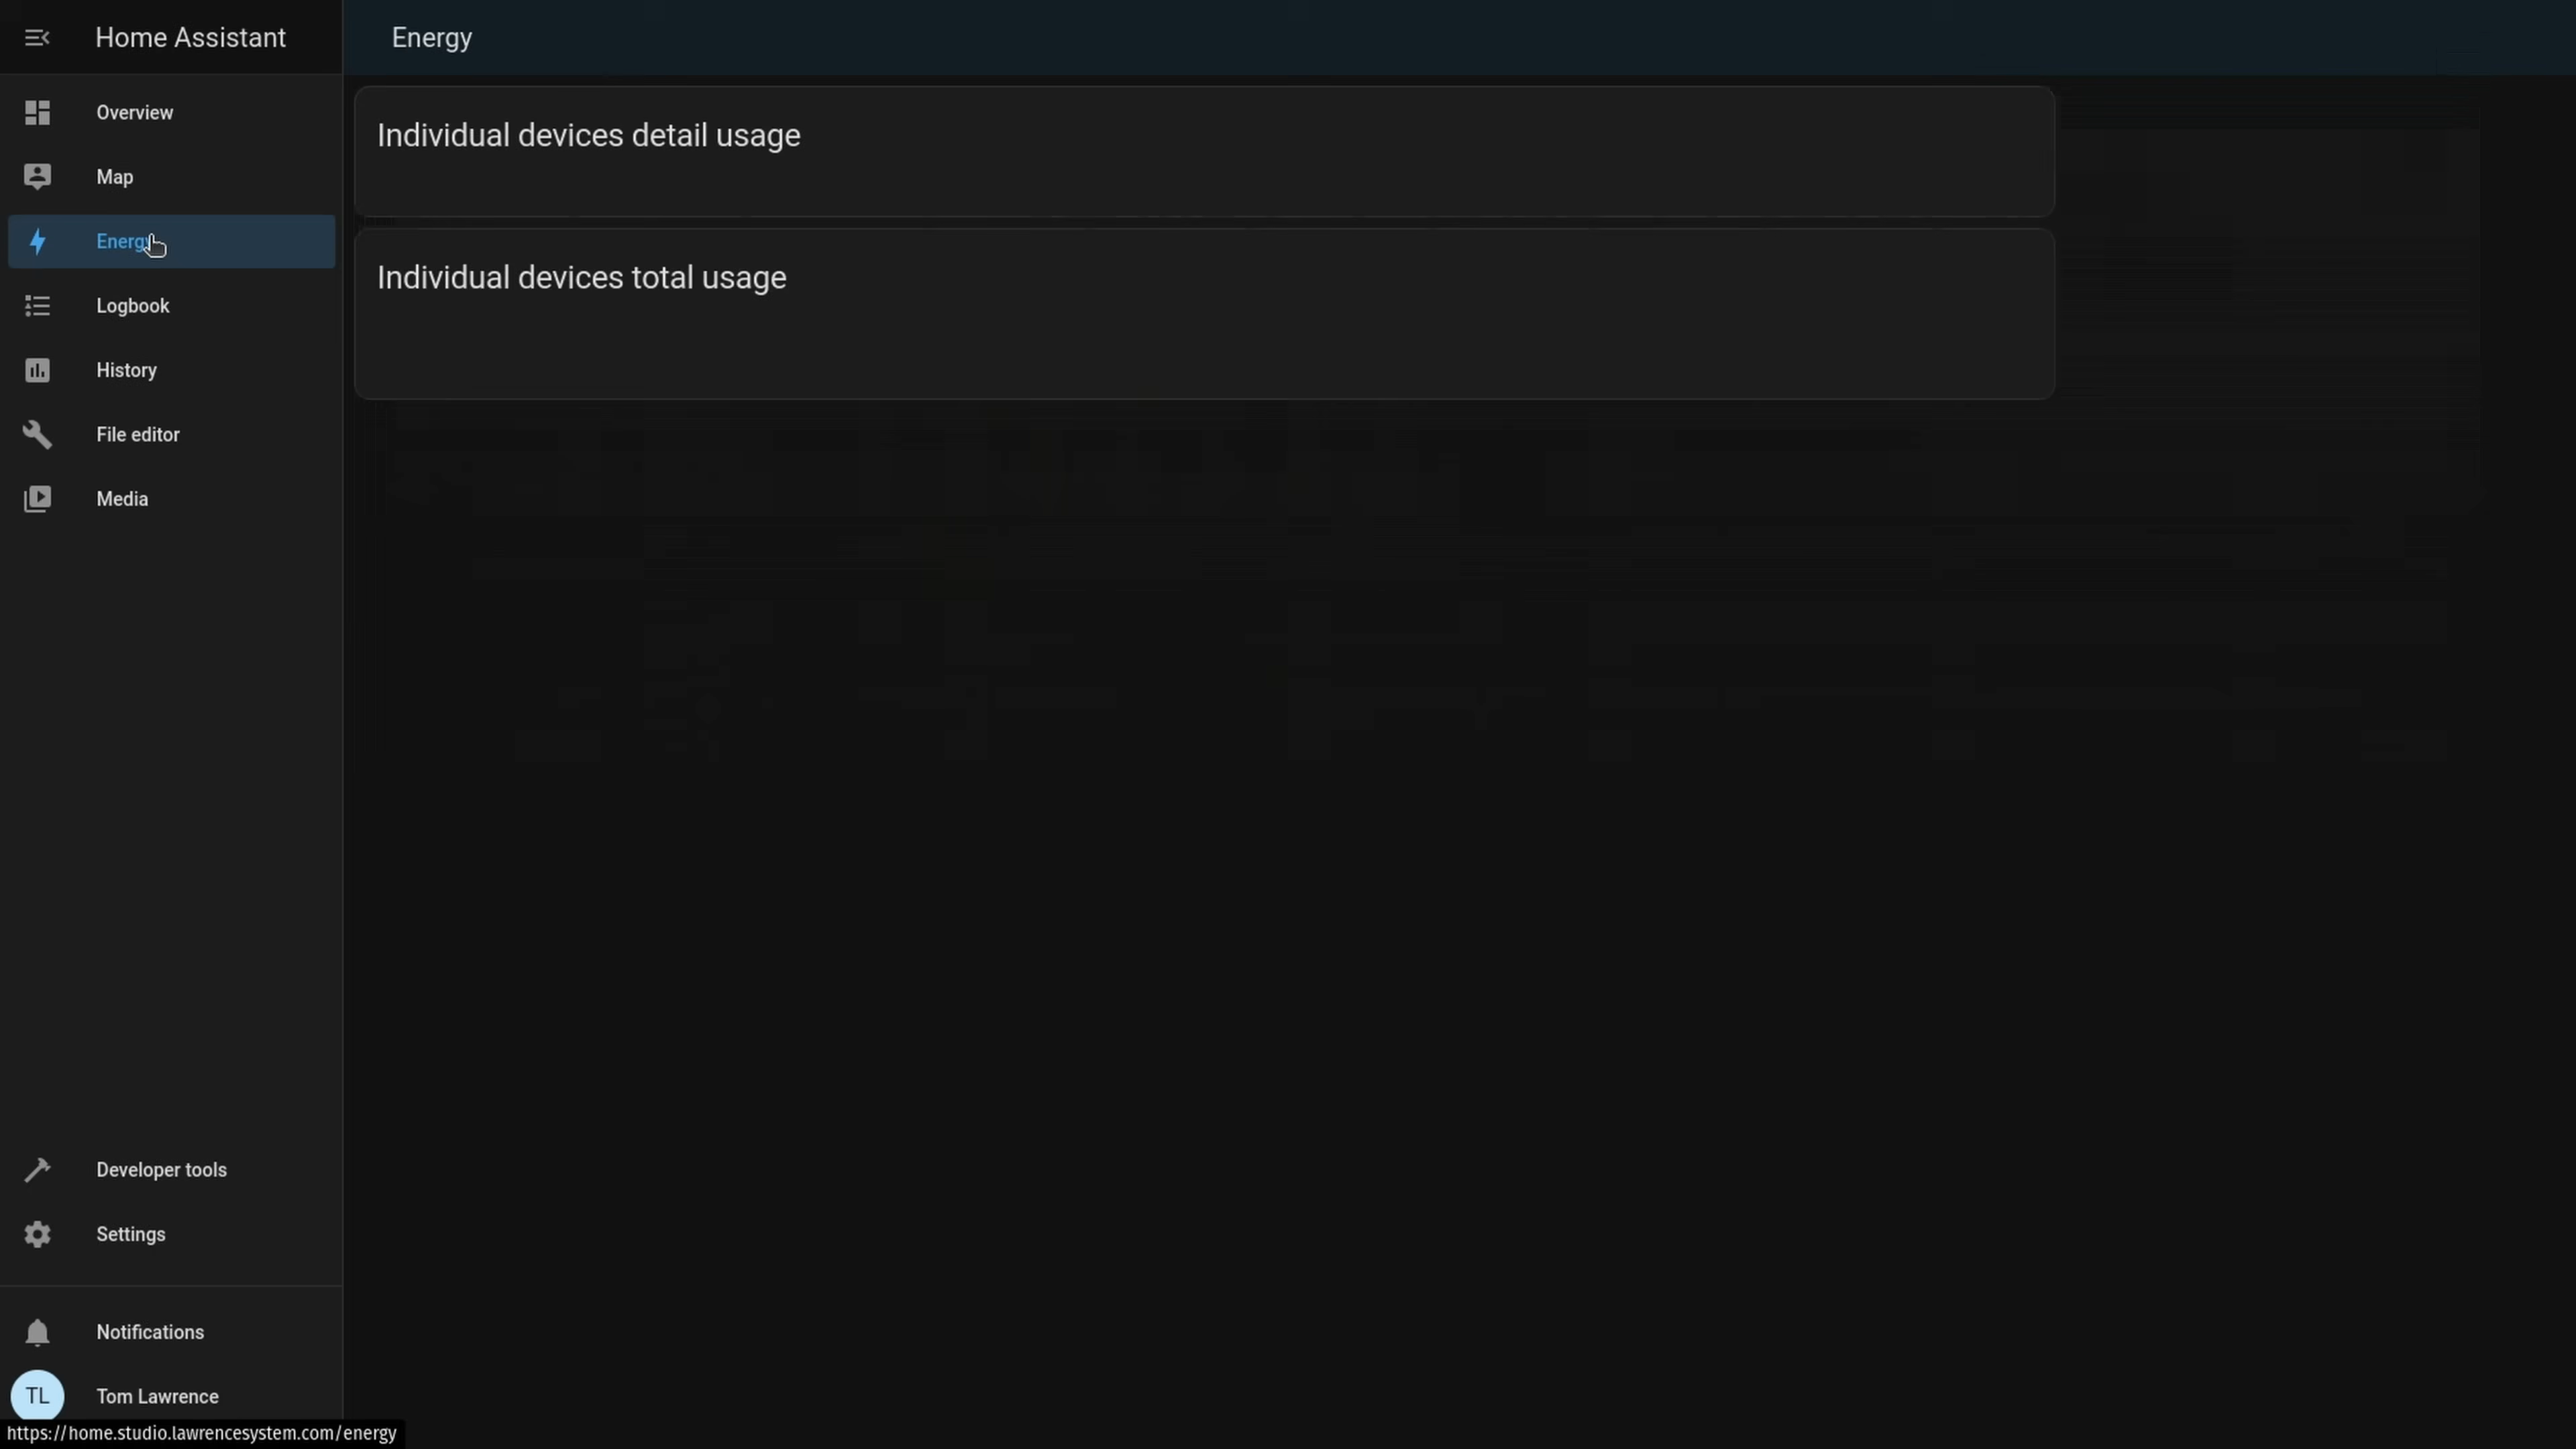 Home Assistant
Energy
Overview
Map
Energy
Logbook
History
File editor
Media
Individual devices detail usage
Individual devices total usage
Developer tools
Settings
Notifications
TL
Tom Lawrence
https://home.studio.lawrencesystem.com/energy